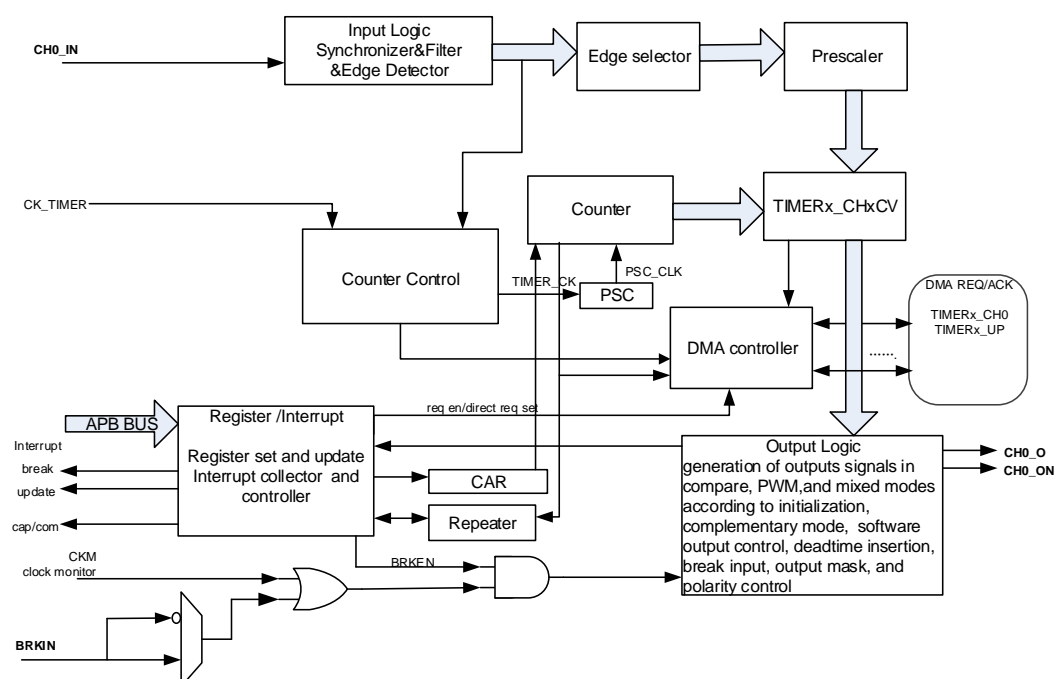 CH0_IN
Input Logic
Synchronizer&Filter
&Edge Detector
Edge selector
Prescaler
CK_TIMER
Counter Control
Counter
TIMERx_CHxCV
TIMER_CK
PSC_CLK
PSC
DMA controller
DMA REQ/ACK
TIMERx_CH0
TIMERx_UP
…….
APB BUS
Register /Interrupt
Register set and update
Interrupt collector and
controller
req en/direct req set
Interrupt
break
update
cap/com
CAR
Repeater
Output Logic
generation of outputs signals in
compare, PWM,and mixed modes
according to initialization,
complementary mode, software
output control, deadtime insertion,
break input, output mask, and
polarity control
CH0_O
CH0_ON
CKM
clock monitor
BRKEN
BRKIN